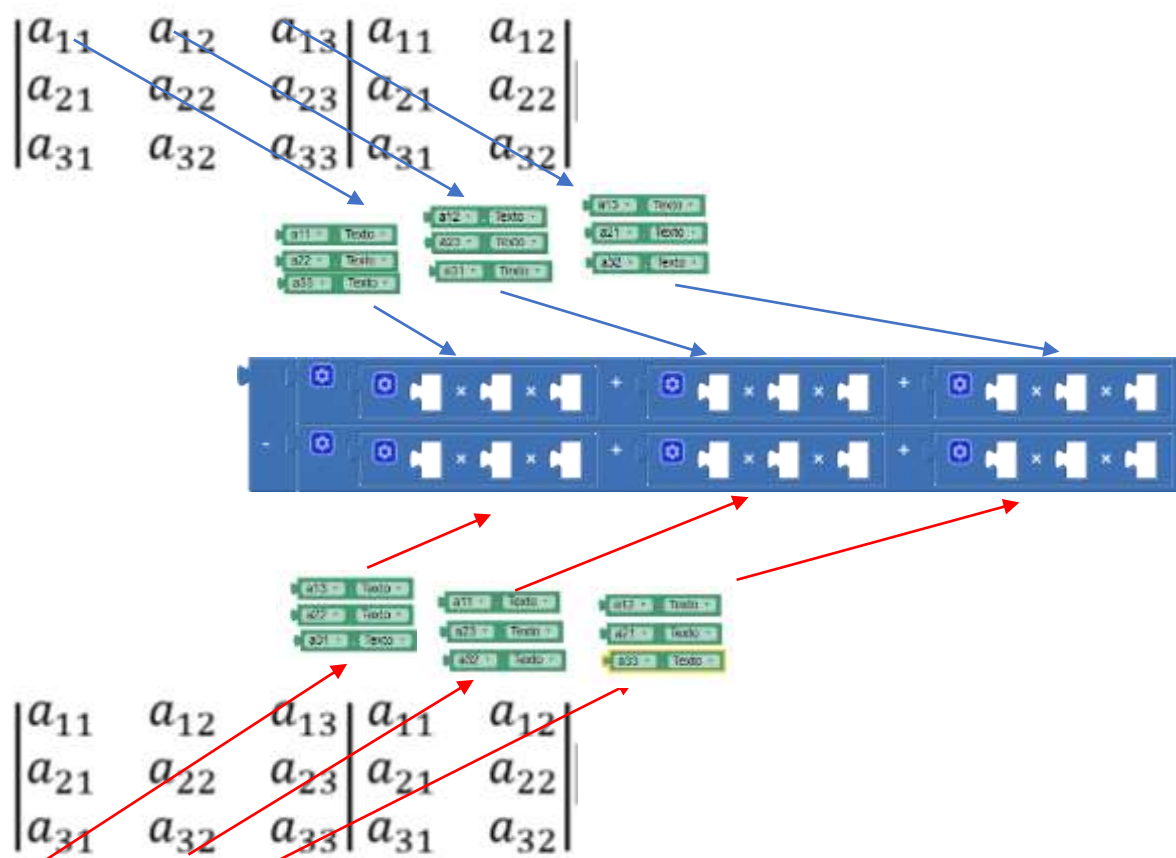 a₁₁ a₁₂ a₁₃ a₁₁ a₁₂
a₂₁ a₂₂ a₂₃ a₂₁ a₂₂
a₃₁ a₃₂ a₃₃ a₃₁ a₃₂
a11 . Texto
a22 . Texto
a33 . Texto
a12 . Texto
a23 . Texto
a31 . Texto
a13 . Texto
a21 . Texto
a32 . Texto
× × + × × + × ×
-
× × + × × + × ×
a13 . Texto
a22 . Texto
a31 . Texto
a11 . Texto
a23 . Texto
a32 . Texto
a12 . Texto
a21 . Texto
a33 . Texto
a₁₁ a₁₂ a₁₃ a₁₁ a₁₂
a₂₁ a₂₂ a₂₃ a₂₁ a₂₂
a₃₁ a₃₂ a₃₃ a₃₁ a₃₂